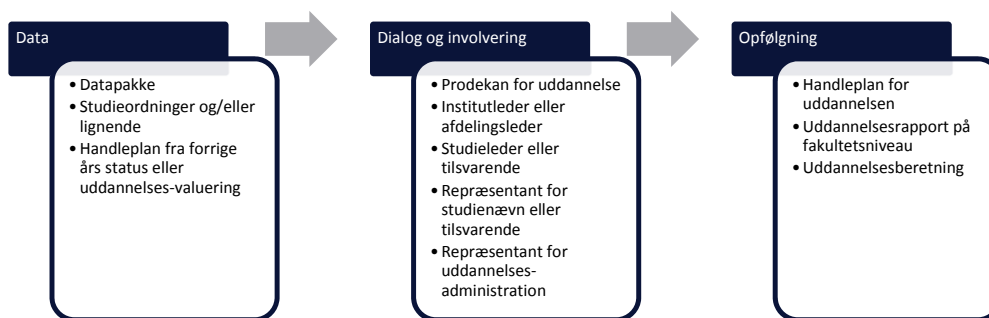 Data
• Datapakke
• Studieordninger og/eller
lignende
• Handleplan fra forrige
års status eller
uddannelses-valuering
Dialog og involvering
• Prodekan for uddannelse
• Institutleder eller
afdelingsleder
• Studieleder eller
tilsvarende
• Repræsentant for
studienævn eller
tilsvarende
• Repræsentant for
uddannelses-
administration
Opfølgning
• Handleplan for
uddannelsen
• Uddannelsesrapport på
fakultetsniveau
• Uddannelsesberetning